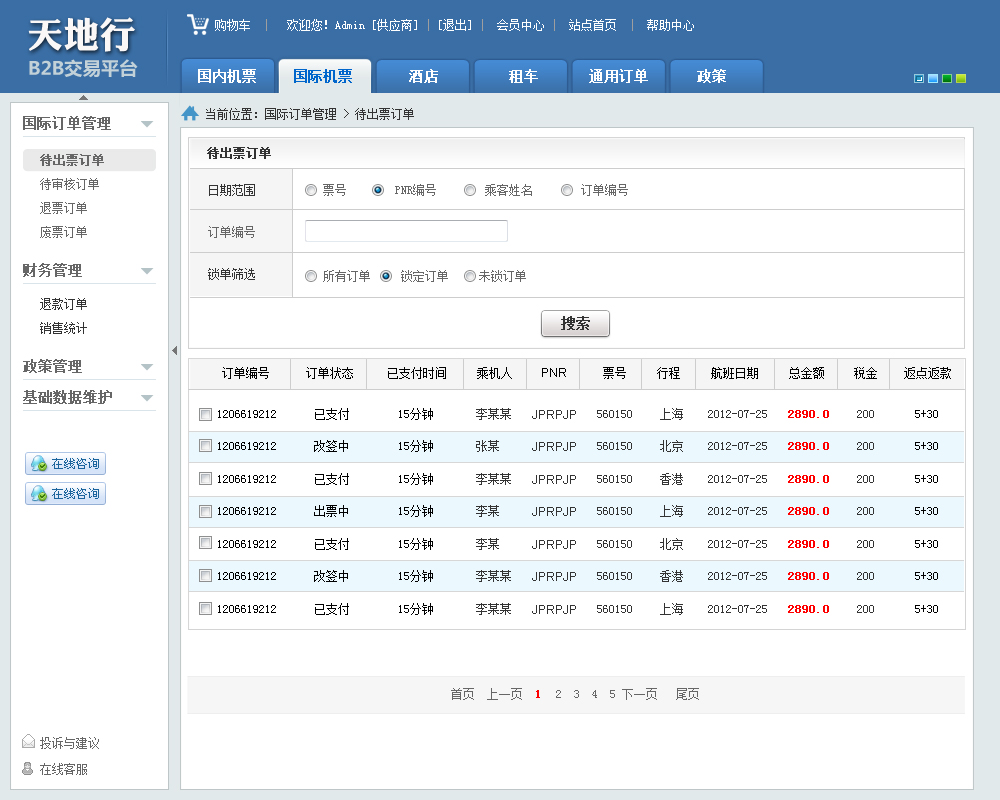 天地行
B2B交易平台
购物车 | 欢迎您! Admin [供应商] | [退出] | 会员中心 | 站点首页 | 帮助中心
国内机票 国际机票 酒店 租车 通用订单 政策
当前位置: 国际订单管理 > 待出票订单
国际订单管理
待出票订单
待审核订单
退票订单
废票订单
财务管理
退款订单
销售统计
政策管理
基础数据维护
在线咨询
在线咨询
投诉与建议
在线客服
待出票订单
日期范围 票号 PNR编号 乘客姓名 订单编号
订单编号
锁单筛选 所有订单 锁定订单 未锁订单
搜索
订单编号 订单状态 已支付时间 乘机人 PNR 票号 行程 航班日期 总金额 税金 返点返款
1206619212 已支付 15分钟 李某某 JPRPJP 560150 上海 2012-07-25 2890.0 200 5+30
1206619212 改签中 15分钟 张某 JPRPJP 560150 北京 2012-07-25 2890.0 200 5+30
1206619212 已支付 15分钟 李某某 JPRPJP 560150 香港 2012-07-25 2890.0 200 5+30
1206619212 出票中 15分钟 李某 JPRPJP 560150 上海 2012-07-25 2890.0 200 5+30
1206619212 已支付 15分钟 李某 JPRPJP 560150 北京 2012-07-25 2890.0 200 5+30
1206619212 改签中 15分钟 李某某 JPRPJP 560150 香港 2012-07-25 2890.0 200 5+30
1206619212 已支付 15分钟 李某某 JPRPJP 560150 上海 2012-07-25 2890.0 200 5+30
首页 上一页 1 2 3 4 5 下一页 尾页